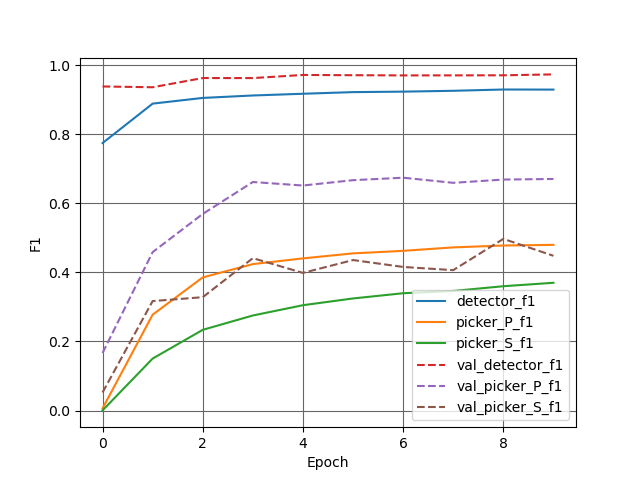 1.0
0.8
0.6
0.4
0.2
0.0
F1
0 2 4 6 8
Epoch
detector_f1
picker_P_f1
picker_S_f1
val_detector_f1
val_picker_P_f1
val_picker_S_f1